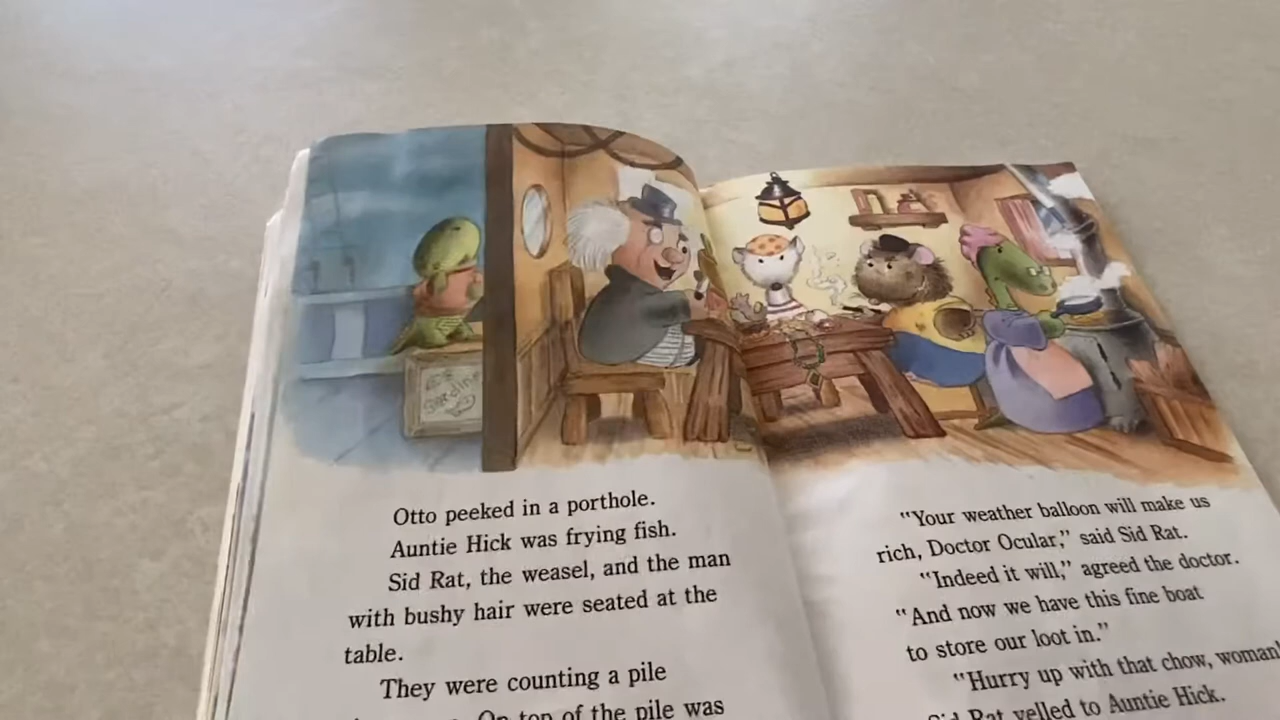 Sardine
Otto peeked in a porthole.
Auntie Hick was frying fish.
Sid Rat, the weasel, and the man
with bushy hair were seated at the
table.
They were counting a pile
On top of the pile was
"Your weather balloon will make us
rich, Doctor Ocular," said Sid Rat.
"Indeed it will," agreed the doctor.
"And now we have this fine boat
to store our loot in."
"Hurry up with that chow, woman!
Sid Rat yelled to Auntie Hick.